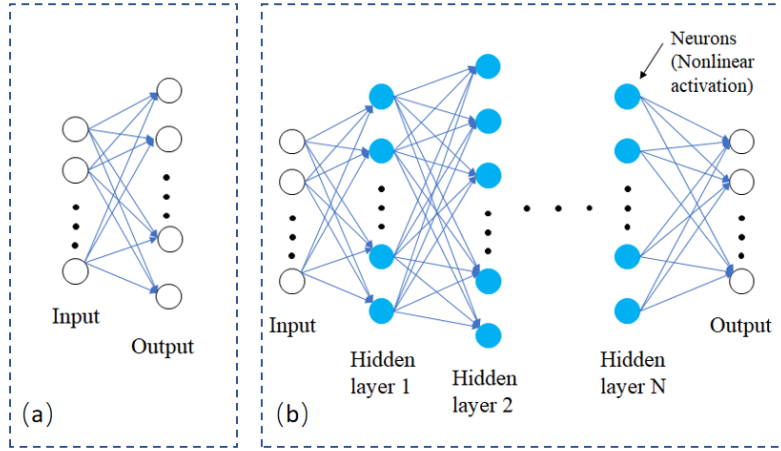 Input
Output
(a)
Neurons
(Nonlinear
activation)
Input
Hidden
layer 1
Hidden
layer 2
Hidden
layer N
Output
(b)